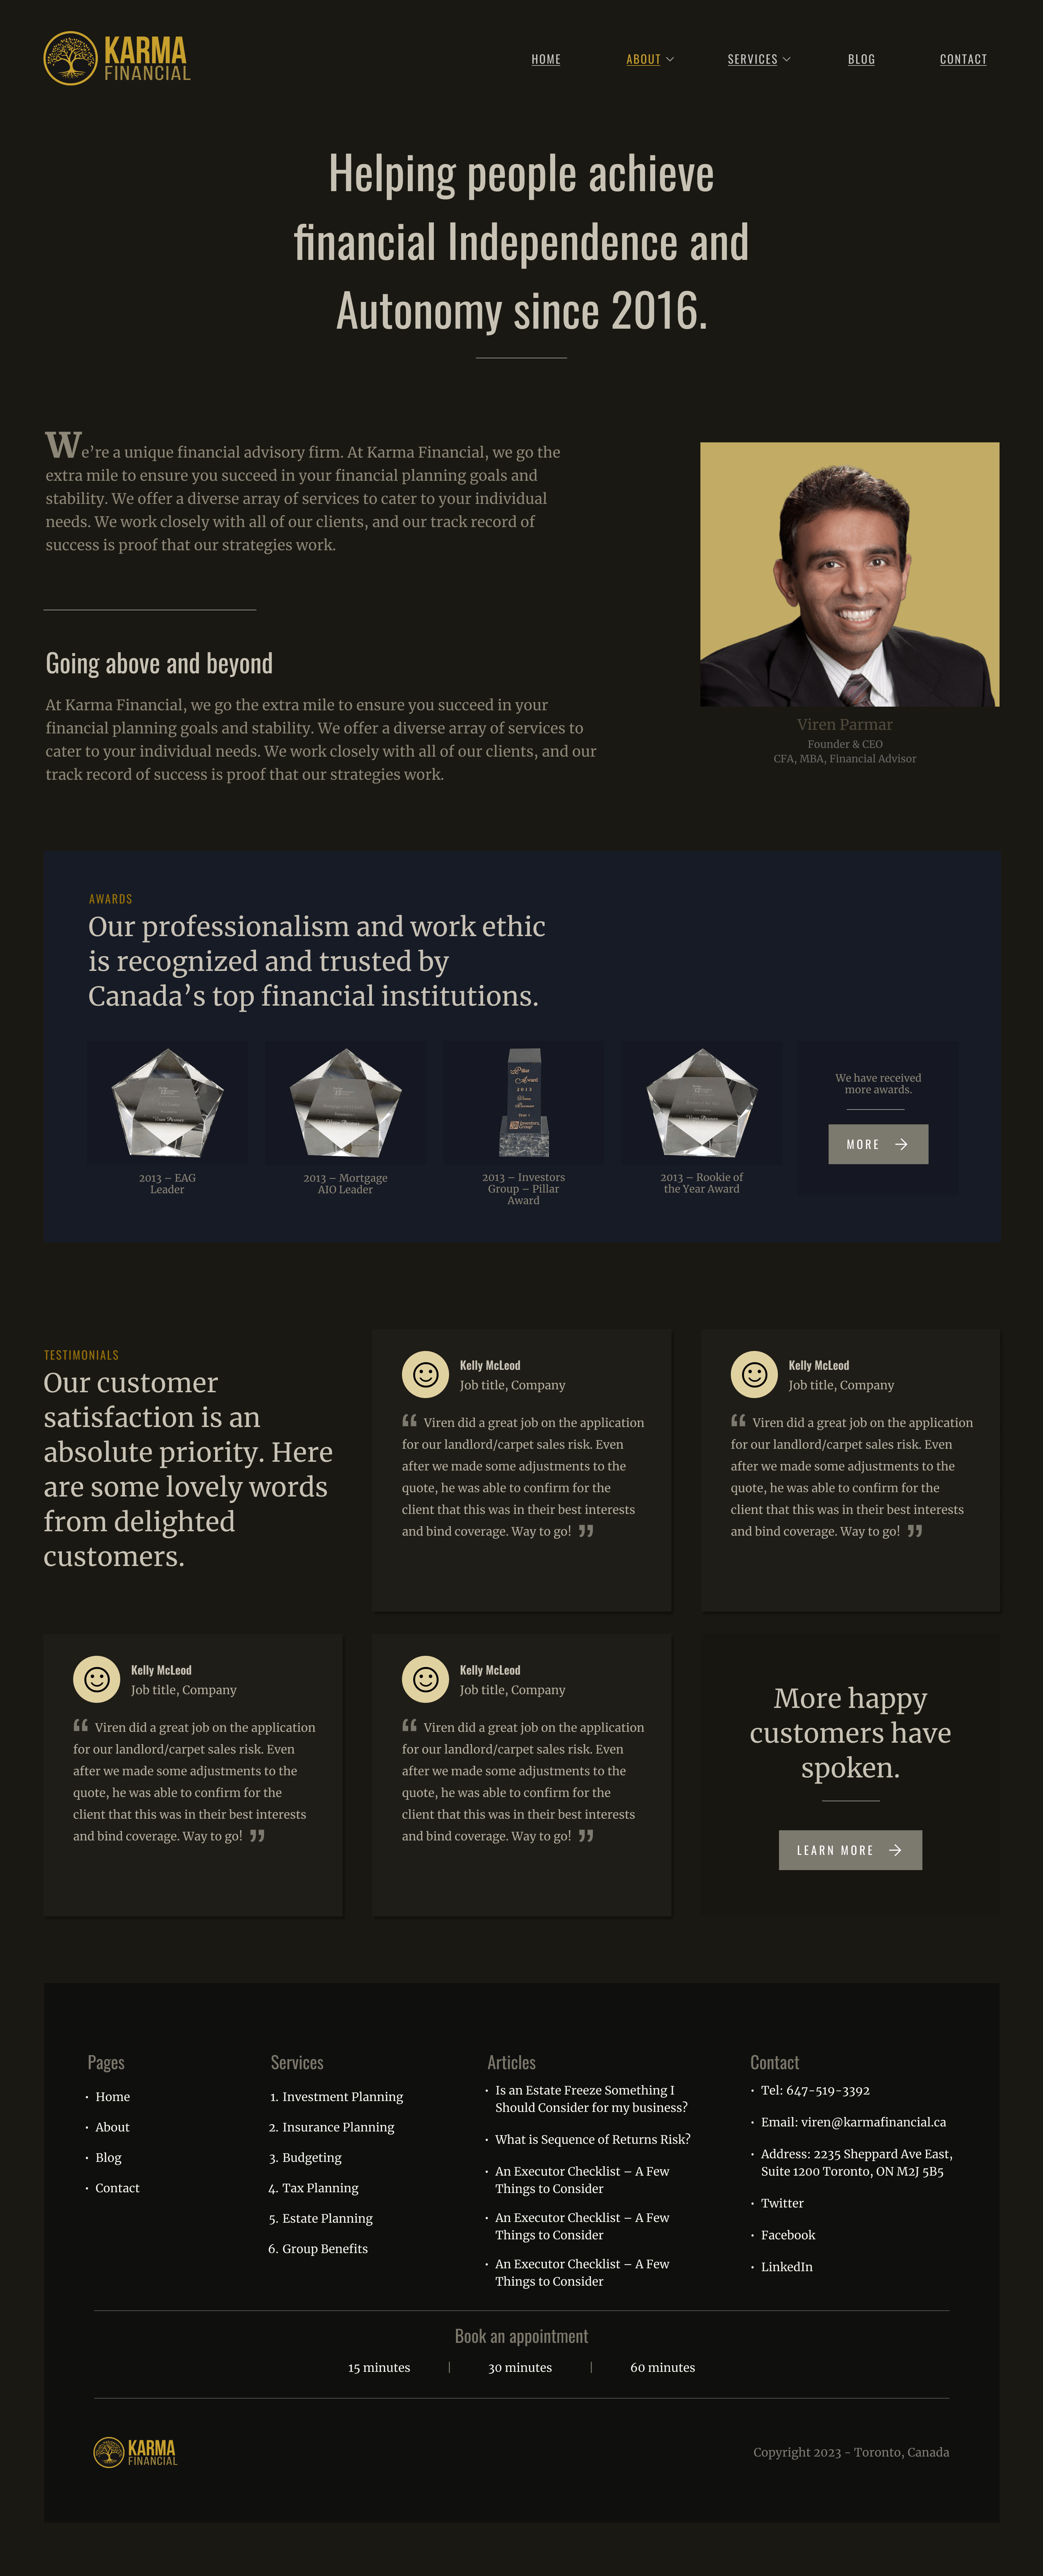 KARMA
FINANCIAL
HOME
ABOUT
SERVICES
BLOG
CONTACT
Helping people achieve
financial Independence and
Autonomy since 2016.
We’re a unique financial advisory firm. At Karma Financial, we go the
extra mile to ensure you succeed in your financial planning goals and
stability. We offer a diverse array of services to cater to your individual
needs. We work closely with all of our clients, and our track record of
success is proof that our strategies work.
Going above and beyond
At Karma Financial, we go the extra mile to ensure you succeed in your
financial planning goals and stability. We offer a diverse array of services to
cater to your individual needs. We work closely with all of our clients, and our
track record of success is proof that our strategies work.
Viren Parmar
Founder & CEO
CFA, MBA, Financial Advisor
AWARDS
Our professionalism and work ethic
is recognized and trusted by
Canada’s top financial institutions.
Viren Parmar
2013 – EAG
Leader
Viren Parmar
2013 – Mortgage
AIO Leader
Pillar
Award
2013
Investors
Group
2013 – Investors
Group – Pillar
Award
Viren Parmar
2013 – Rookie of
the Year Award
We have received
more awards.
MORE
TESTIMONIALS
Our customer
satisfaction is an
absolute priority. Here
are some lovely words
from delighted
customers.
Kelly McLeod
Job title, Company
“ Viren did a great job on the application
for our landlord/carpet sales risk. Even
after we made some adjustments to the
quote, he was able to confirm for the
client that this was in their best interests
and bind coverage. Way to go! ”
Kelly McLeod
Job title, Company
“ Viren did a great job on the application
for our landlord/carpet sales risk. Even
after we made some adjustments to the
quote, he was able to confirm for the
client that this was in their best interests
and bind coverage. Way to go! ”
Kelly McLeod
Job title, Company
“ Viren did a great job on the application
for our landlord/carpet sales risk. Even
after we made some adjustments to the
quote, he was able to confirm for the
client that this was in their best interests
and bind coverage. Way to go! ”
Kelly McLeod
Job title, Company
“ Viren did a great job on the application
for our landlord/carpet sales risk. Even
after we made some adjustments to the
quote, he was able to confirm for the
client that this was in their best interests
and bind coverage. Way to go! ”
More happy
customers have
spoken.
LEARN MORE
Pages
• Home
• About
• Blog
• Contact
Services
1. Investment Planning
2. Insurance Planning
3. Budgeting
4. Tax Planning
5. Estate Planning
6. Group Benefits
Articles
• Is an Estate Freeze Something I
Should Consider for my business?
• What is Sequence of Returns Risk?
• An Executor Checklist – A Few
Things to Consider
• An Executor Checklist – A Few
Things to Consider
• An Executor Checklist – A Few
Things to Consider
Contact
• Tel: 647-519-3392
• Email: viren@karmafinancial.ca
• Address: 2235 Sheppard Ave East,
Suite 1200 Toronto, ON M2J 5B5
• Twitter
• Facebook
• LinkedIn
Book an appointment
15 minutes | 30 minutes | 60 minutes
KARMA
FINANCIAL
Copyright 2023 - Toronto, Canada